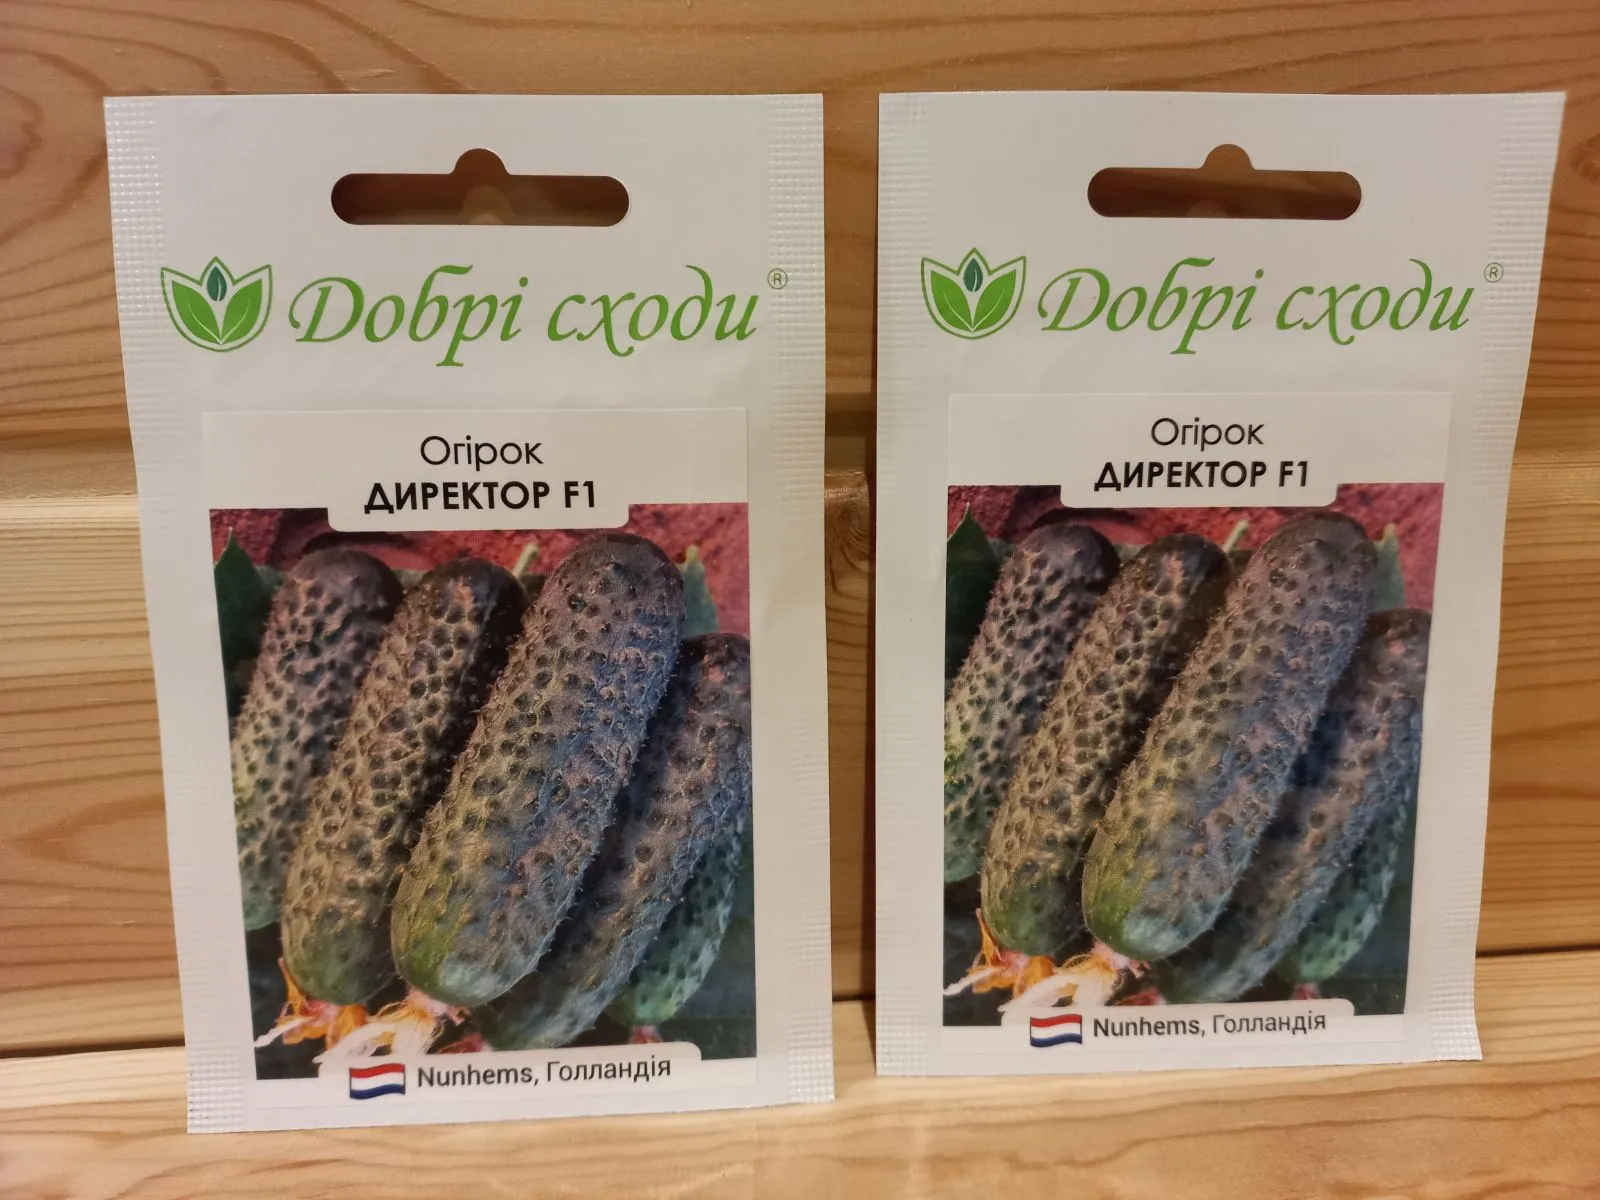 Добрі сходи®
Огірок
ДИРЕКТОР F1
Nunhems, Голландія
Добрі сходи®
Огірок
ДИРЕКТОР F1
Nunhems, Голландія